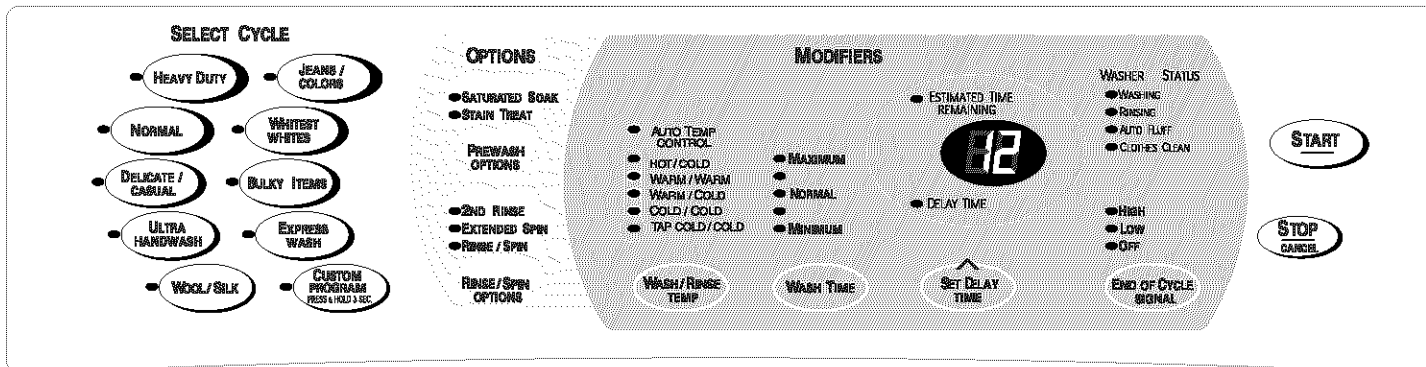 SELECT CYCLE
HEAVY DUTY
JEANS /
COLORS
NORMAL
WHITEST
WHITES
DELICATE /
CASUAL
BULKY ITEMS
ULTRA
HANDWASH
EXPRESS
WASH
WOOL / SILK
CUSTOM
PROGRAM
PRESS & HOLD 3 SEC.
OPTIONS
SATURATED SOAK
STAIN TREAT
PREWASH
OPTIONS
2ND RINSE
EXTENDED SPIN
RINSE / SPIN
RINSE / SPIN
OPTIONS
MODIFIERS
AUTO TEMP
CONTROL
HOT / COLD
WARM / WARM
WARM / COLD
COLD / COLD
TAP COLD / COLD
WASH / RINSE
TEMP
MAXIMUM
NORMAL
MINIMUM
WASH TIME
ESTIMATED TIME
REMAINING
12
DELAY TIME
SET DELAY
TIME
WASHER STATUS
WASHING
RINSING
AUTO FLUFF
CLOTHES CLEAN
HIGH
LOW
OFF
END OF CYCLE
SIGNAL
START
STOP
CANCEL